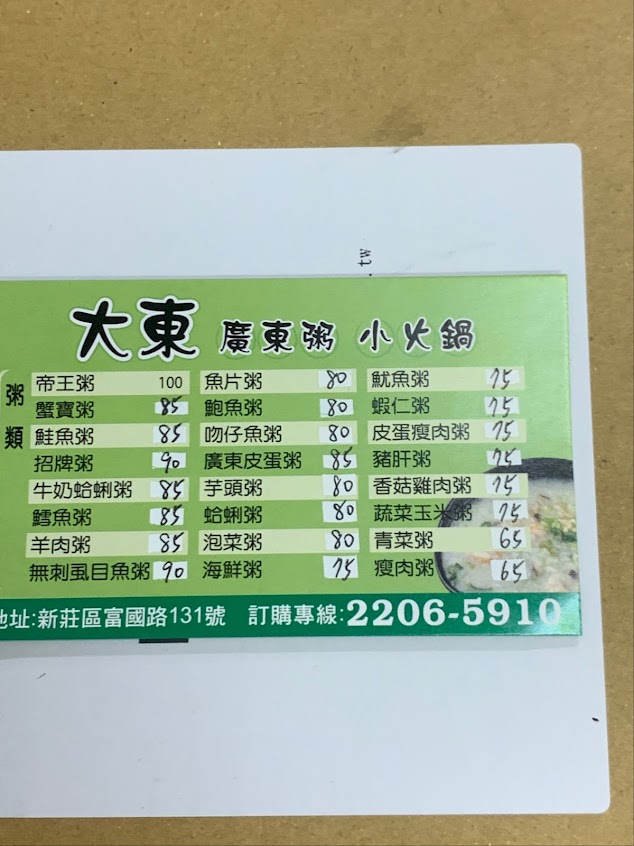 .tw
大東 廣東粥 小火鍋
粥類
帝王粥 100 魚片粥 80 魷魚粥 75
蟹寶粥 85 鮑魚粥 80 蝦仁粥 75
鮭魚粥 85 吻仔魚粥 80 皮蛋瘦肉粥 75
招牌粥 90 廣東皮蛋粥 85 豬肝粥 75
牛奶蛤蜊粥 85 芋頭粥 80 香菇雞肉粥 75
鱈魚粥 85 蛤蜊粥 80 蔬菜玉米粥 75
羊肉粥 85 泡菜粥 80 青菜粥 65
無刺虱目魚粥 90 海鮮粥 75 瘦肉粥 65
地址:新莊區富國路131號 訂購專線:2206-5910